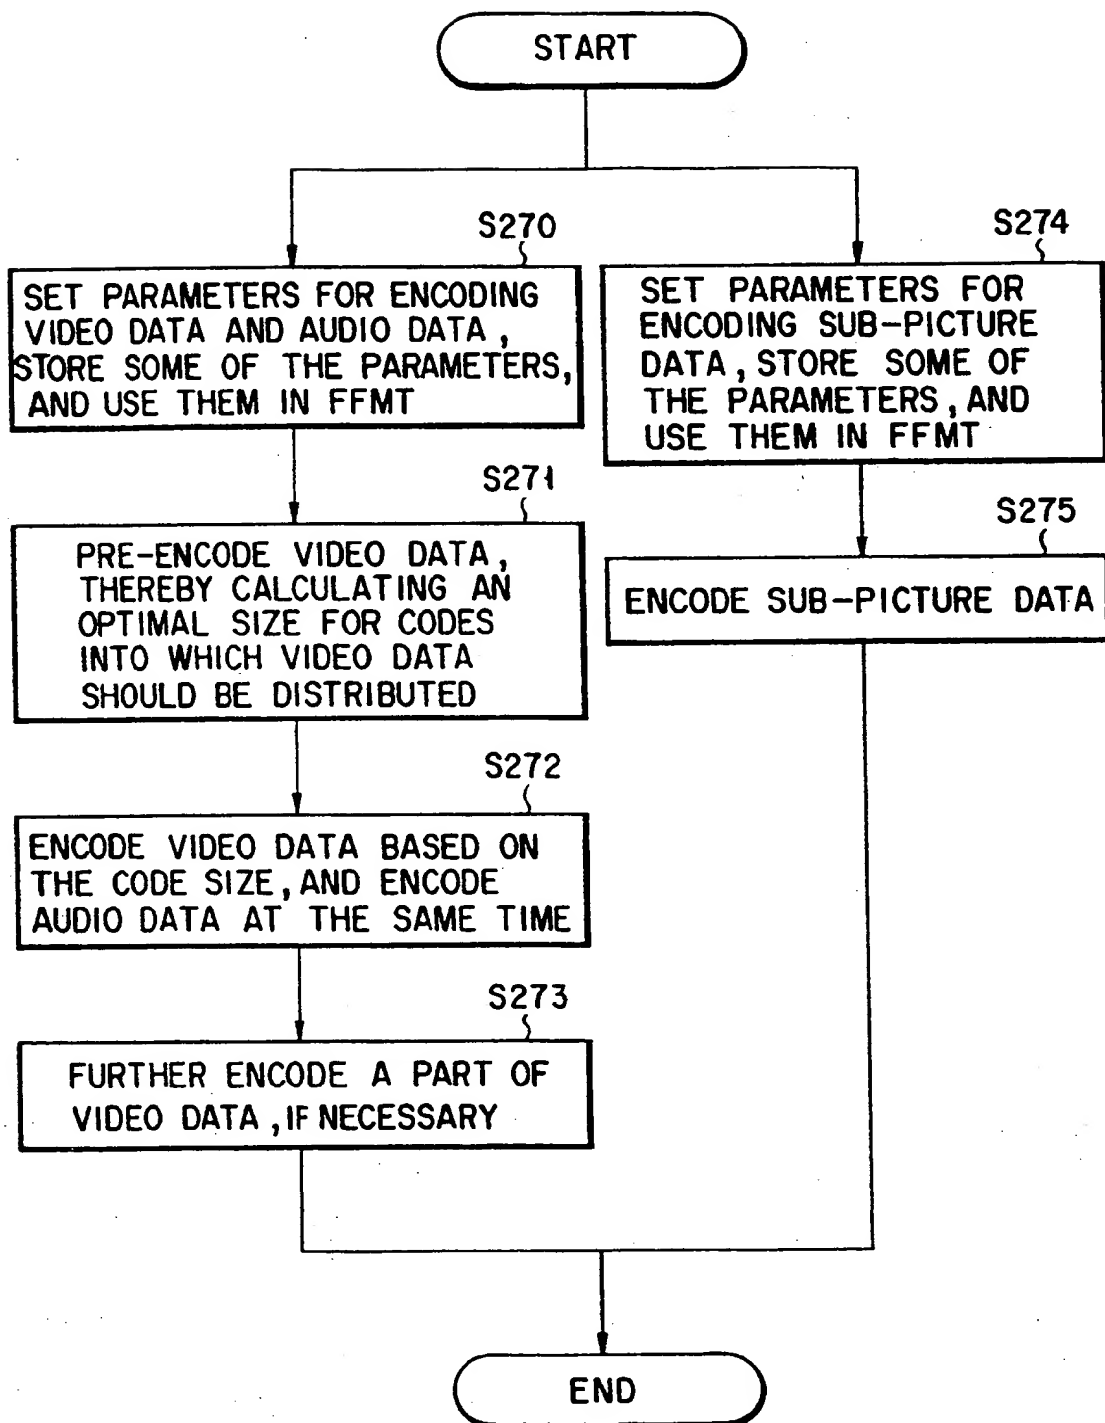 START
S270
SET PARAMETERS FOR ENCODING
VIDEO DATA AND AUDIO DATA,
STORE SOME OF THE PARAMETERS,
AND USE THEM IN FFMT
S271
PRE-ENCODE VIDEO DATA,
THEREBY CALCULATING AN
OPTIMAL SIZE FOR CODES
INTO WHICH VIDEO DATA
SHOULD BE DISTRIBUTED
S272
ENCODE VIDEO DATA BASED ON
THE CODE SIZE, AND ENCODE
AUDIO DATA AT THE SAME TIME
S273
FURTHER ENCODE A PART OF
VIDEO DATA, IF NECESSARY
S274
SET PARAMETERS FOR
ENCODING SUB-PICTURE
DATA, STORE SOME OF
THE PARAMETERS, AND
USE THEM IN FFMT
S275
ENCODE SUB-PICTURE DATA
END